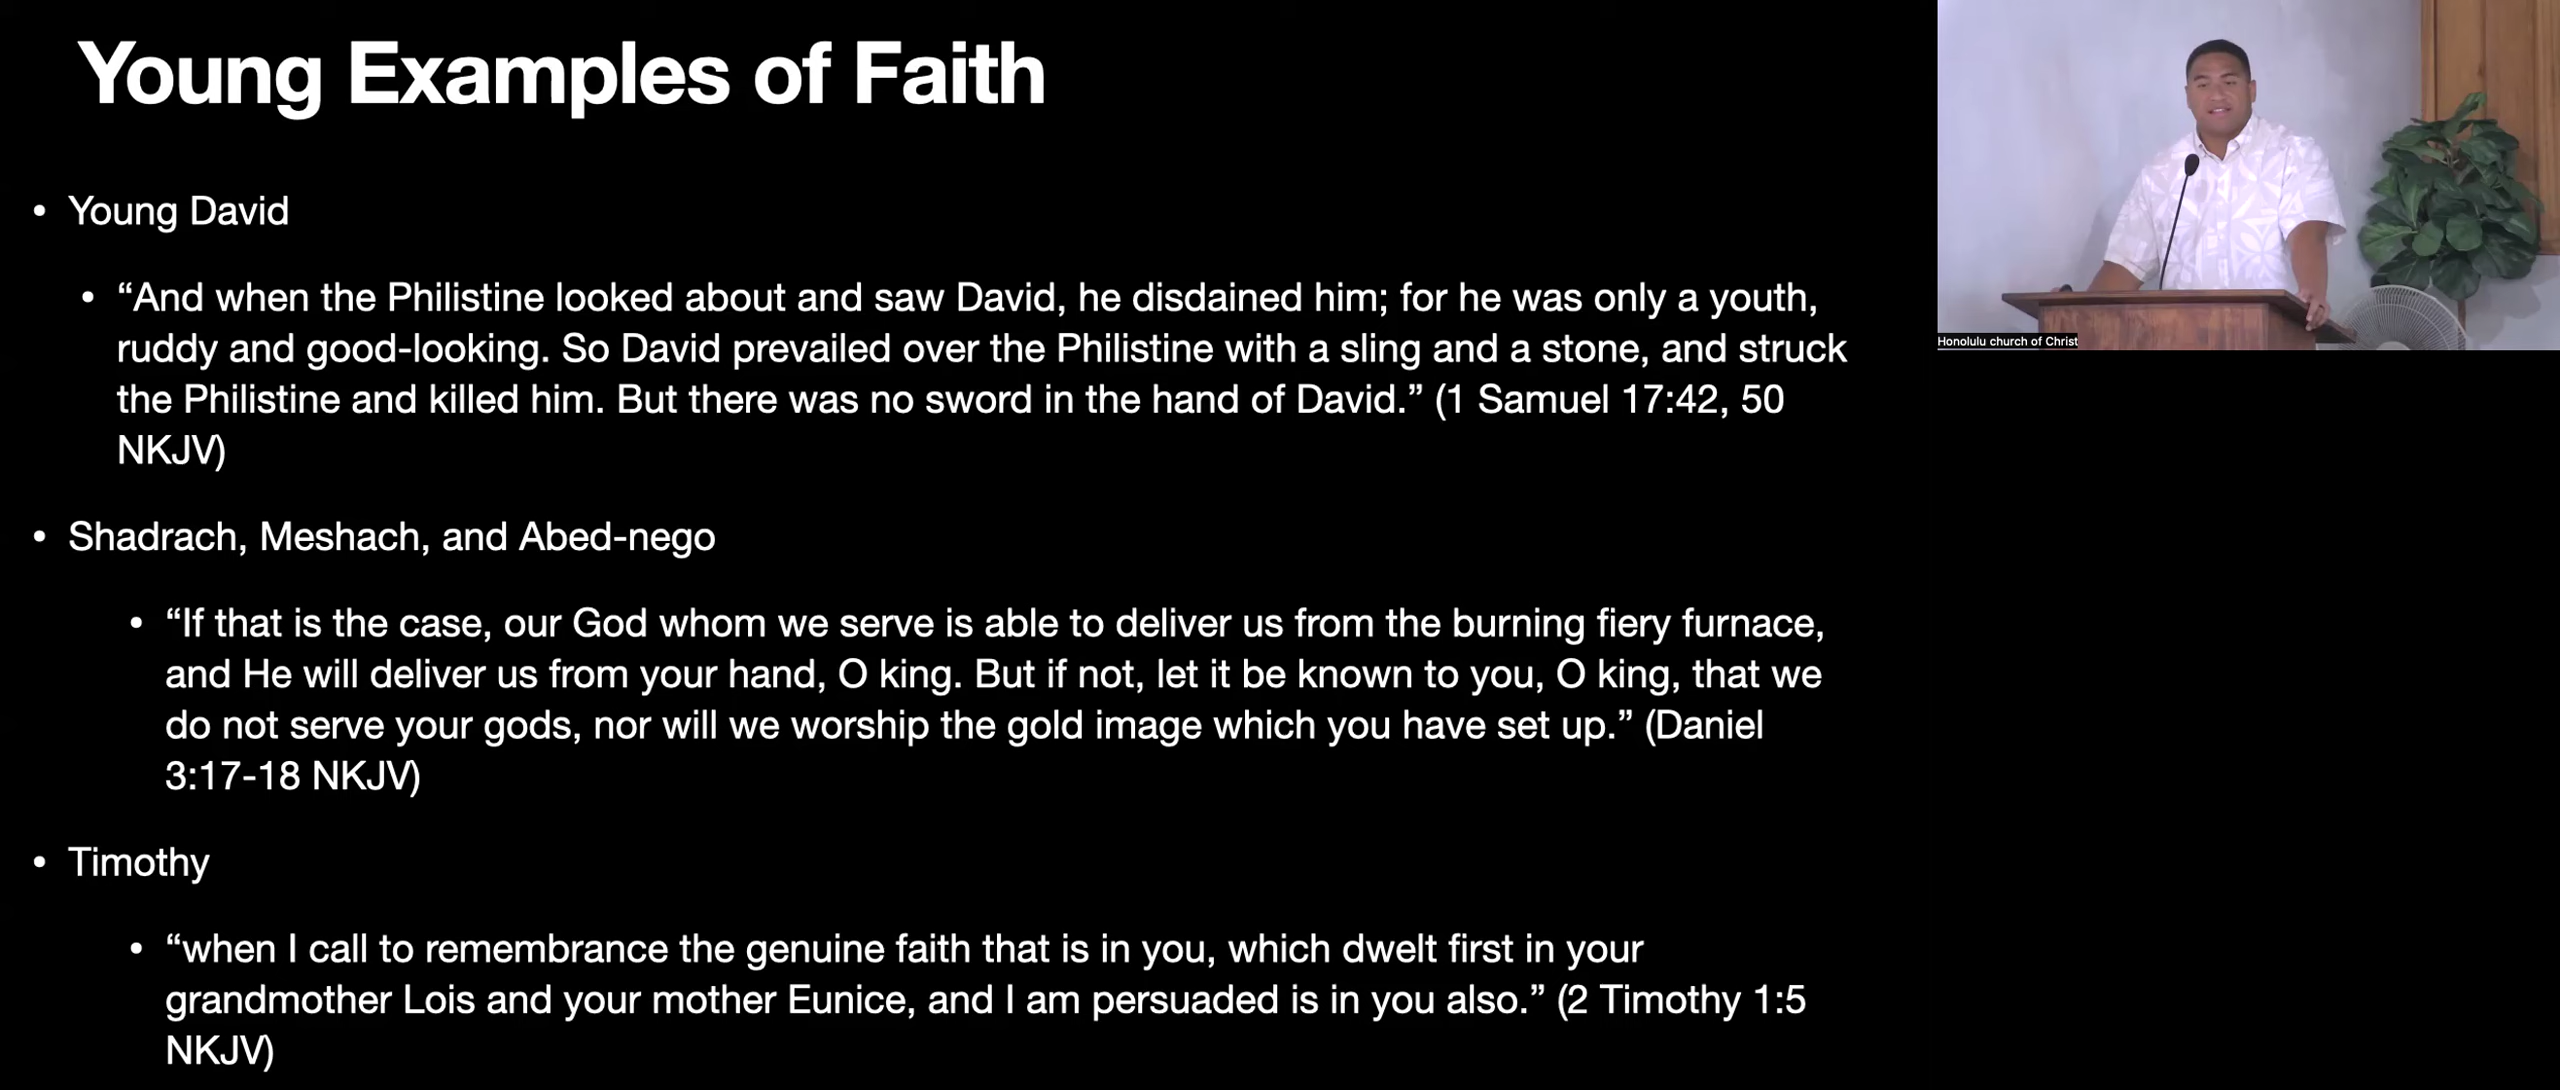 Young Examples of Faith
• Young David
• “And when the Philistine looked about and saw David, he disdained him; for he was only a youth,
ruddy and good-looking. So David prevailed over the Philistine with a sling and a stone, and struck
the Philistine and killed him. But there was no sword in the hand of David.” (1 Samuel 17:42, 50
NKJV)
• Shadrach, Meshach, and Abed-nego
• “If that is the case, our God whom we serve is able to deliver us from the burning fiery furnace,
and He will deliver us from your hand, O king. But if not, let it be known to you, O king, that we
do not serve your gods, nor will we worship the gold image which you have set up.” (Daniel
3:17-18 NKJV)
• Timothy
• “when I call to remembrance the genuine faith that is in you, which dwelt first in your
grandmother Lois and your mother Eunice, and I am persuaded is in you also.” (2 Timothy 1:5
NKJV)
Honolulu church of Christ